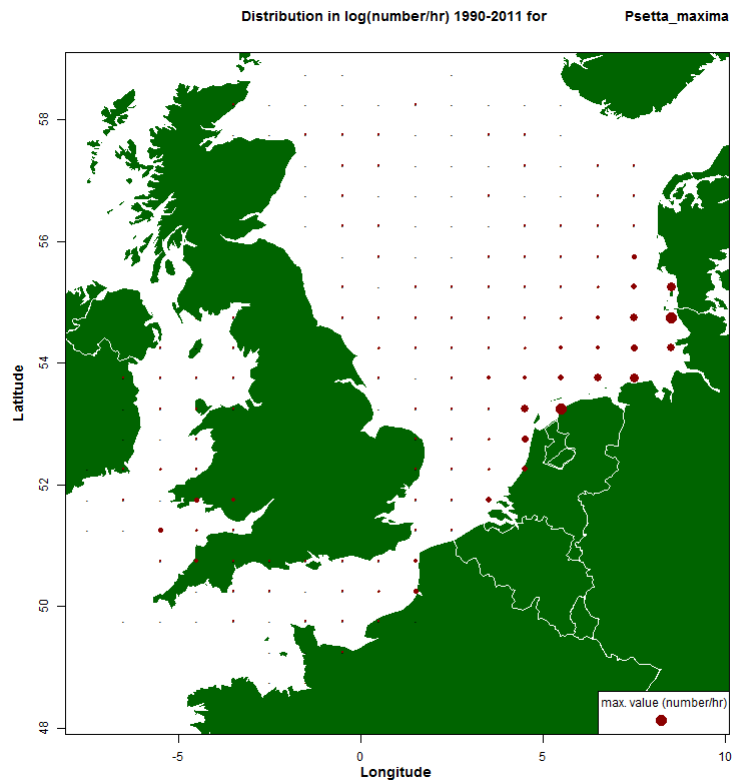 Distribution in log(number/hr) 1990-2011 for Psetta_maxima
58
56
54
52
50
48
Latitude
-5 0 5 10
Longitude
max. value (number/hr)